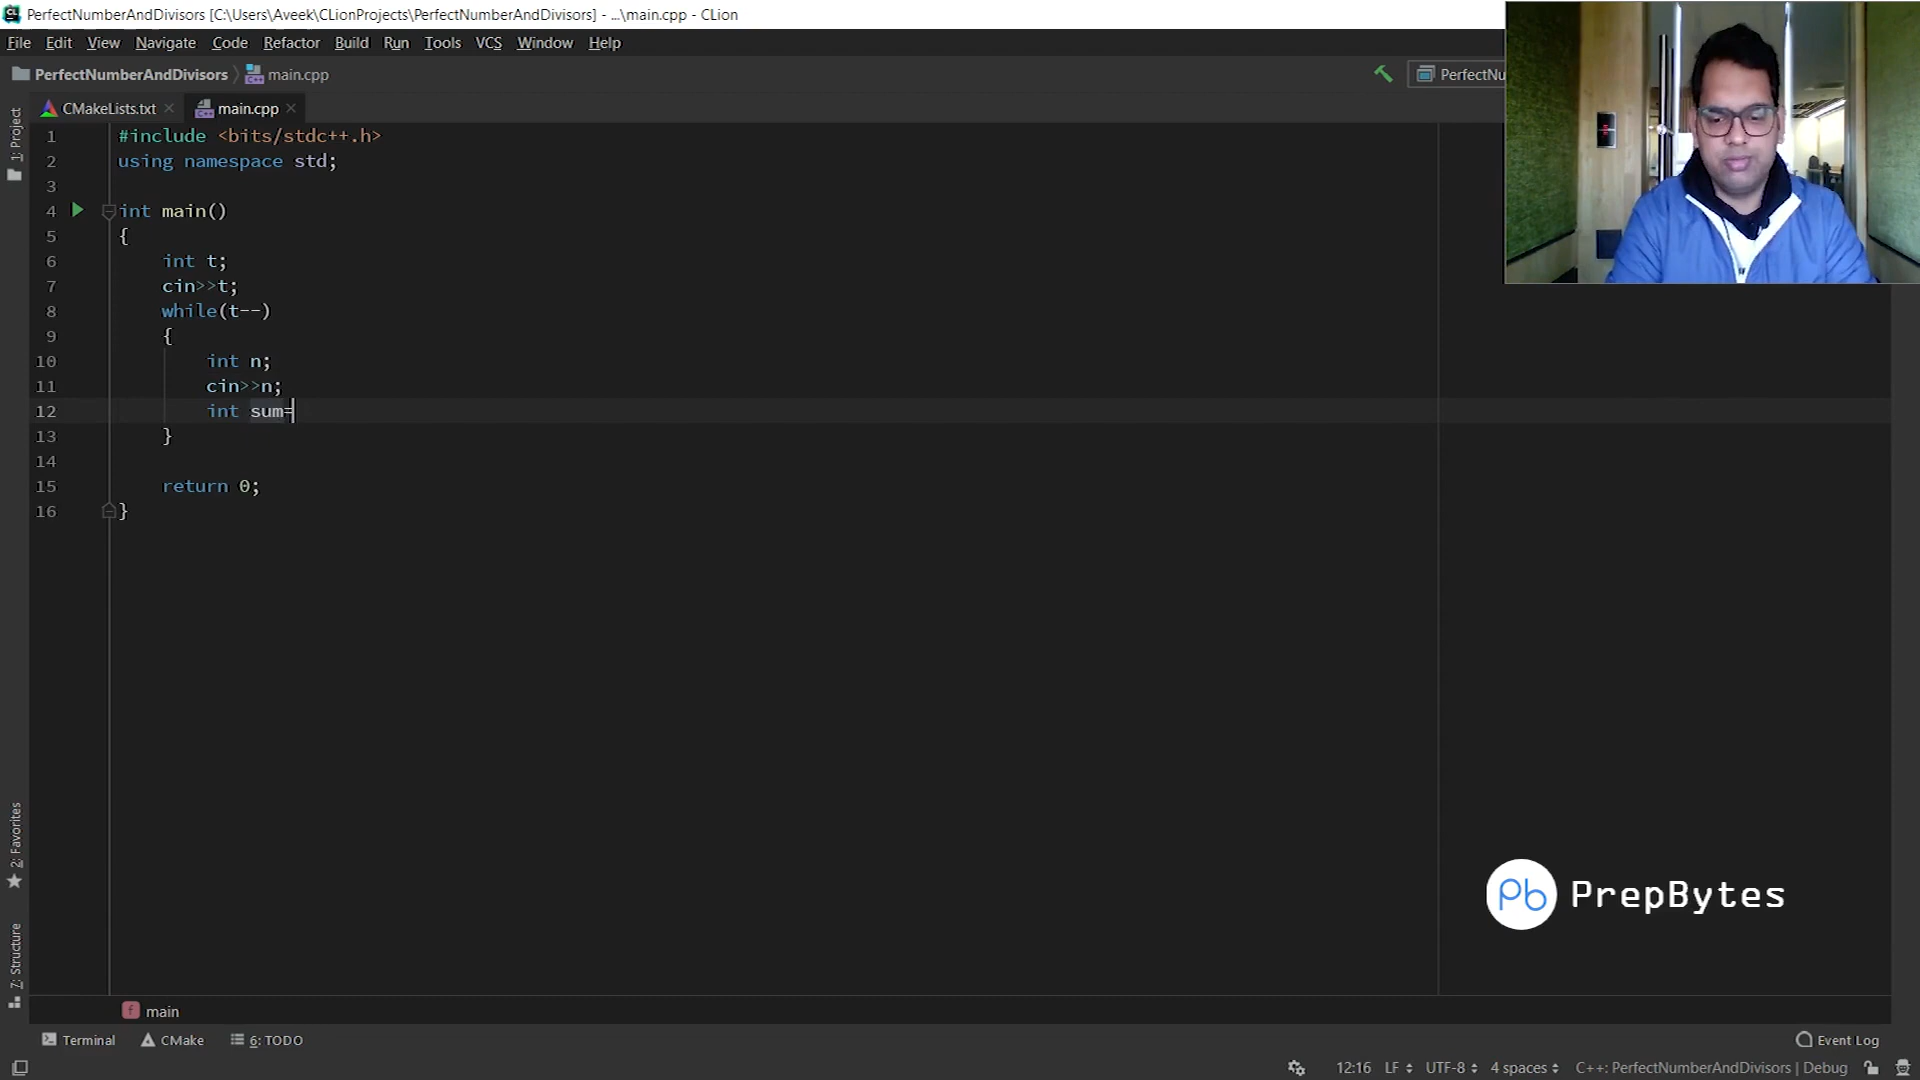 PerfectNumberAndDivisors [C:\Users\Aveek\CLionProjects\PerfectNumberAndDivisors] - ...\main.cpp - CLion
File Edit View Navigate Code Refactor Build Run Tools VCS Window Help
PerfectNumberAndDivisors main.cpp
PerfectNu
CMakeLists.txt main.cpp
1: Project
1 #include <bits/stdc++.h>
2 using namespace std;
3
4 int main()
5 {
6 int t;
7 cin>>t;
8 while(t--)
9 {
10 int n;
11 cin>>n;
12 int sum=
13 }
14
15 return 0;
16 }
2: Favorites
7: Structure
Pb PrepBytes
f main
Terminal CMake 6: TODO
Event Log
12:16 LF UTF-8 4 spaces C++: PerfectNumberAndDivisors | Debug